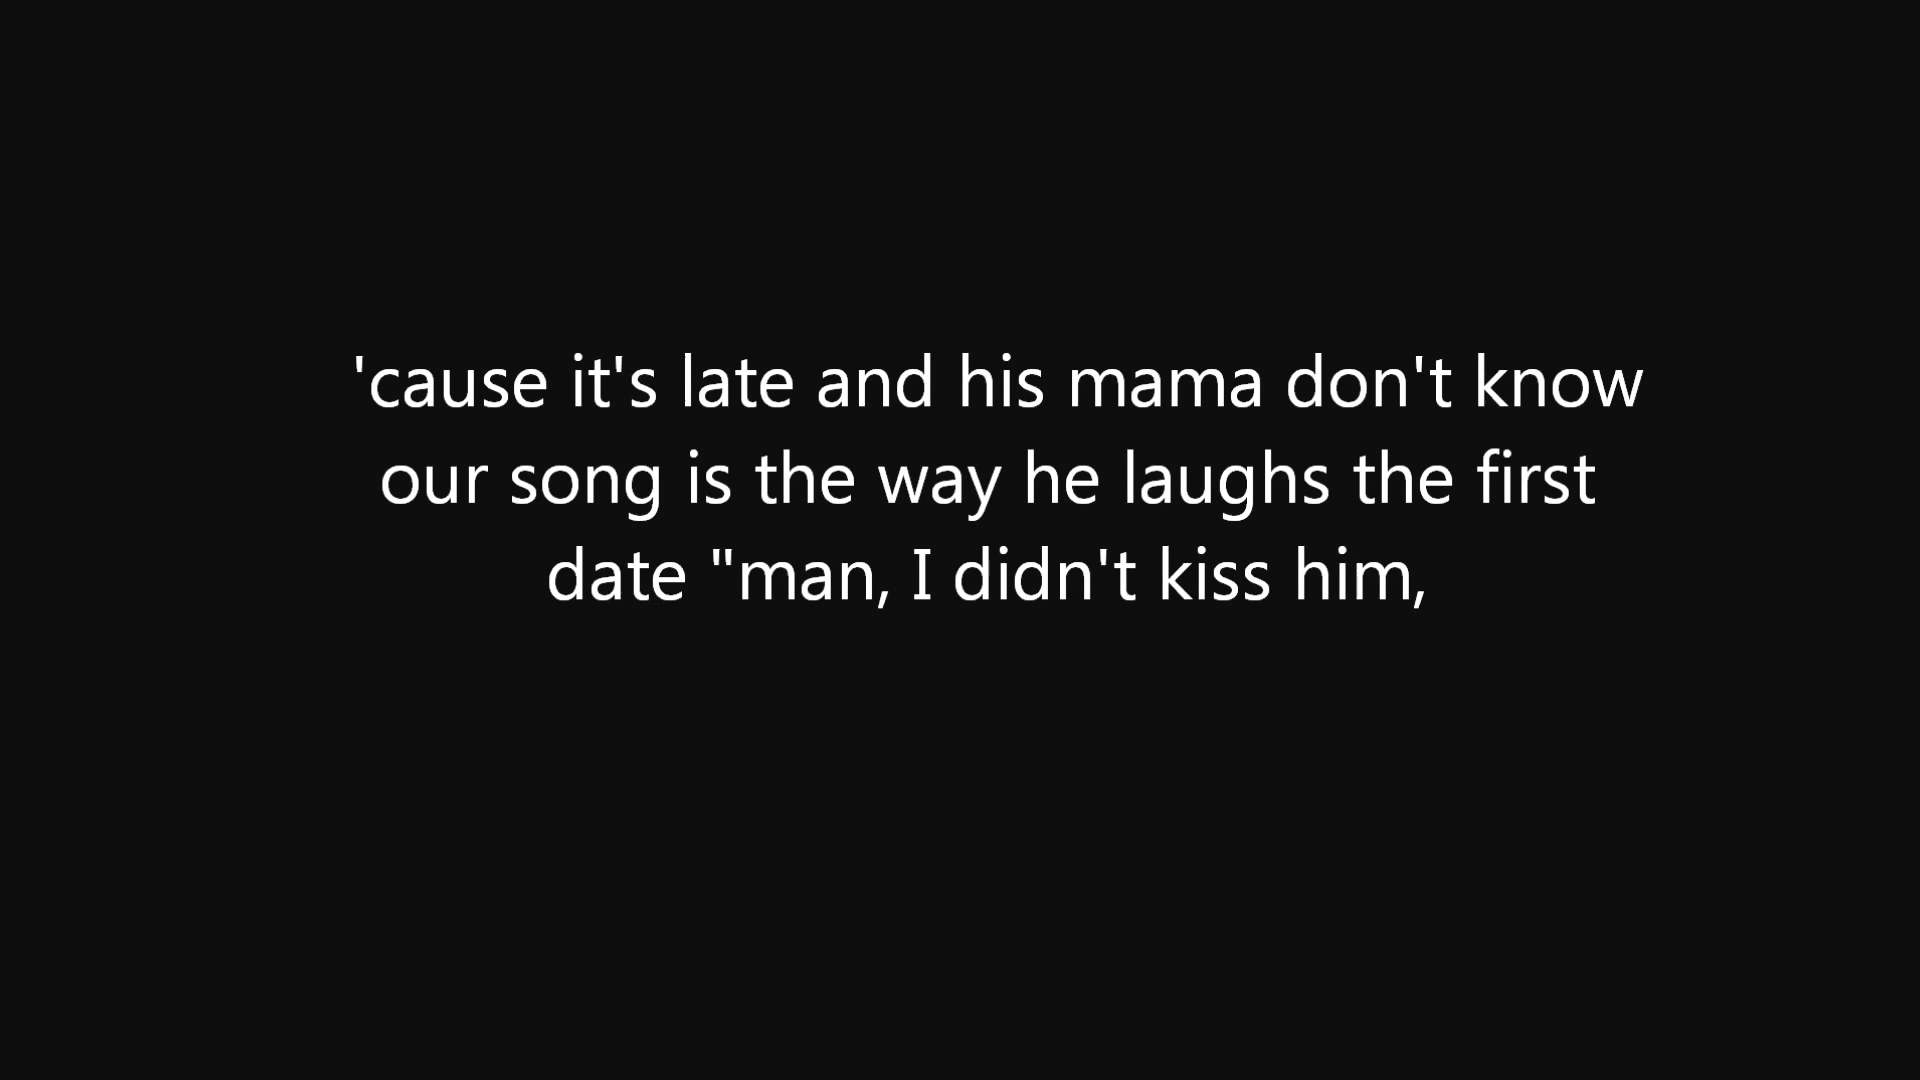 'cause it's late and his mama don't know
our song is the way he laughs the first
date "man, I didn't kiss him,